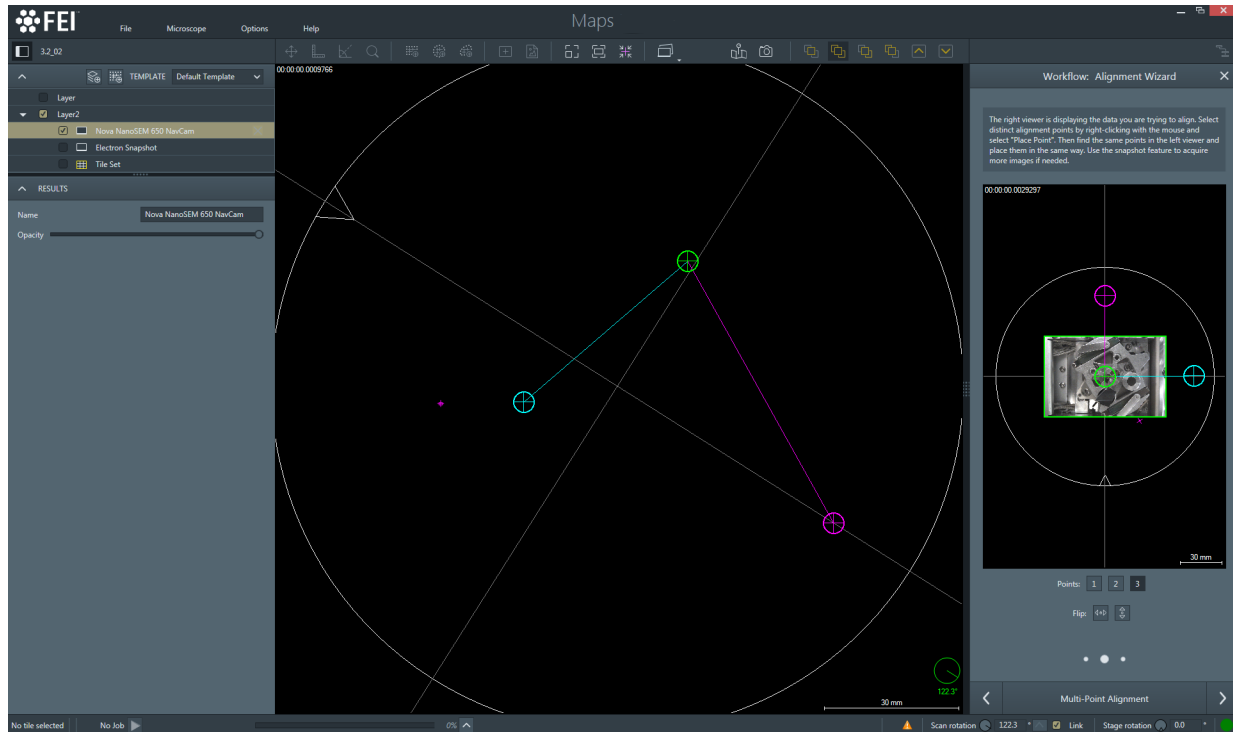 FEI
File
Microscope
Options
Help
Maps
3.2_02
TEMPLATE
Default Template
Layer
Layer2
Nova NanoSEM 650 NavCam
Electron Snapshot
Tile Set
RESULTS
Name
Nova NanoSEM 650 NavCam
Opacity
00:00:00.0009766
122.3°
30 mm
Workflow: Alignment Wizard
The right viewer is displaying the data you are trying to align. Select
distinct alignment points by right-clicking with the mouse and
select "Place Point". Then find the same points in the left viewer and
place them in the same way. Use the snapshot feature to acquire
more images if needed.
00:00:00.0029297
30 mm
Points: 1 2 3
Flip:
Multi-Point Alignment
No tile selected
No Job
0%
Scan rotation 122.3 °
Link
Stage rotation 0.0 °